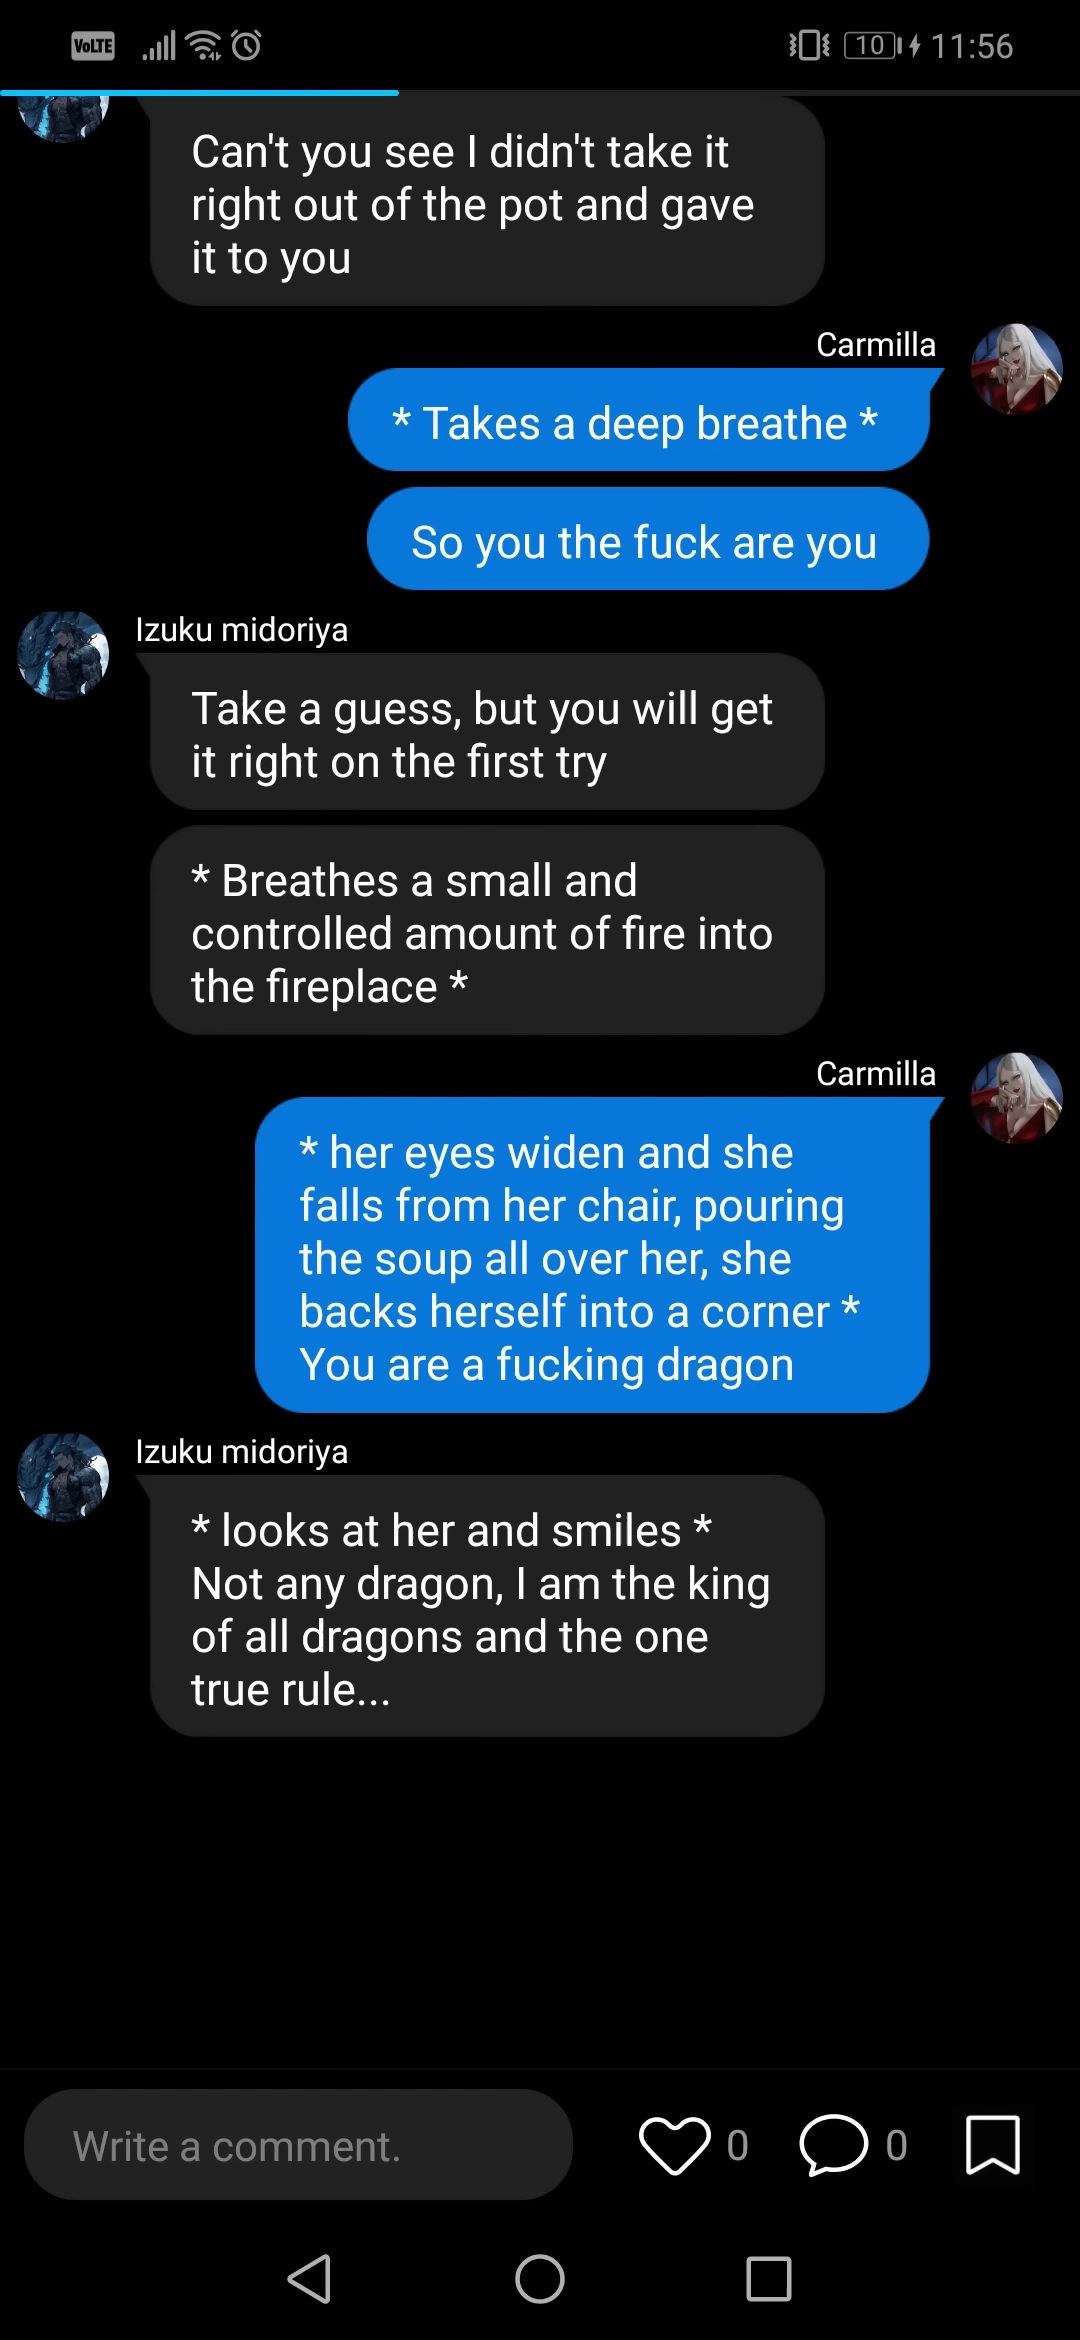 VoLTE
10
11:56
Can't you see I didn't take it
right out of the pot and gave
it to you
Carmilla
* Takes a deep breathe *
So you the fuck are you
Izuku midoriya
Take a guess, but you will get
it right on the first try
* Breathes a small and
controlled amount of fire into
the fireplace *
Carmilla
* her eyes widen and she
falls from her chair, pouring
the soup all over her, she
backs herself into a corner *
You are a fucking dragon
Izuku midoriya
* looks at her and smiles *
Not any dragon, I am the king
of all dragons and the one
true rule...
Write a comment.
0
0